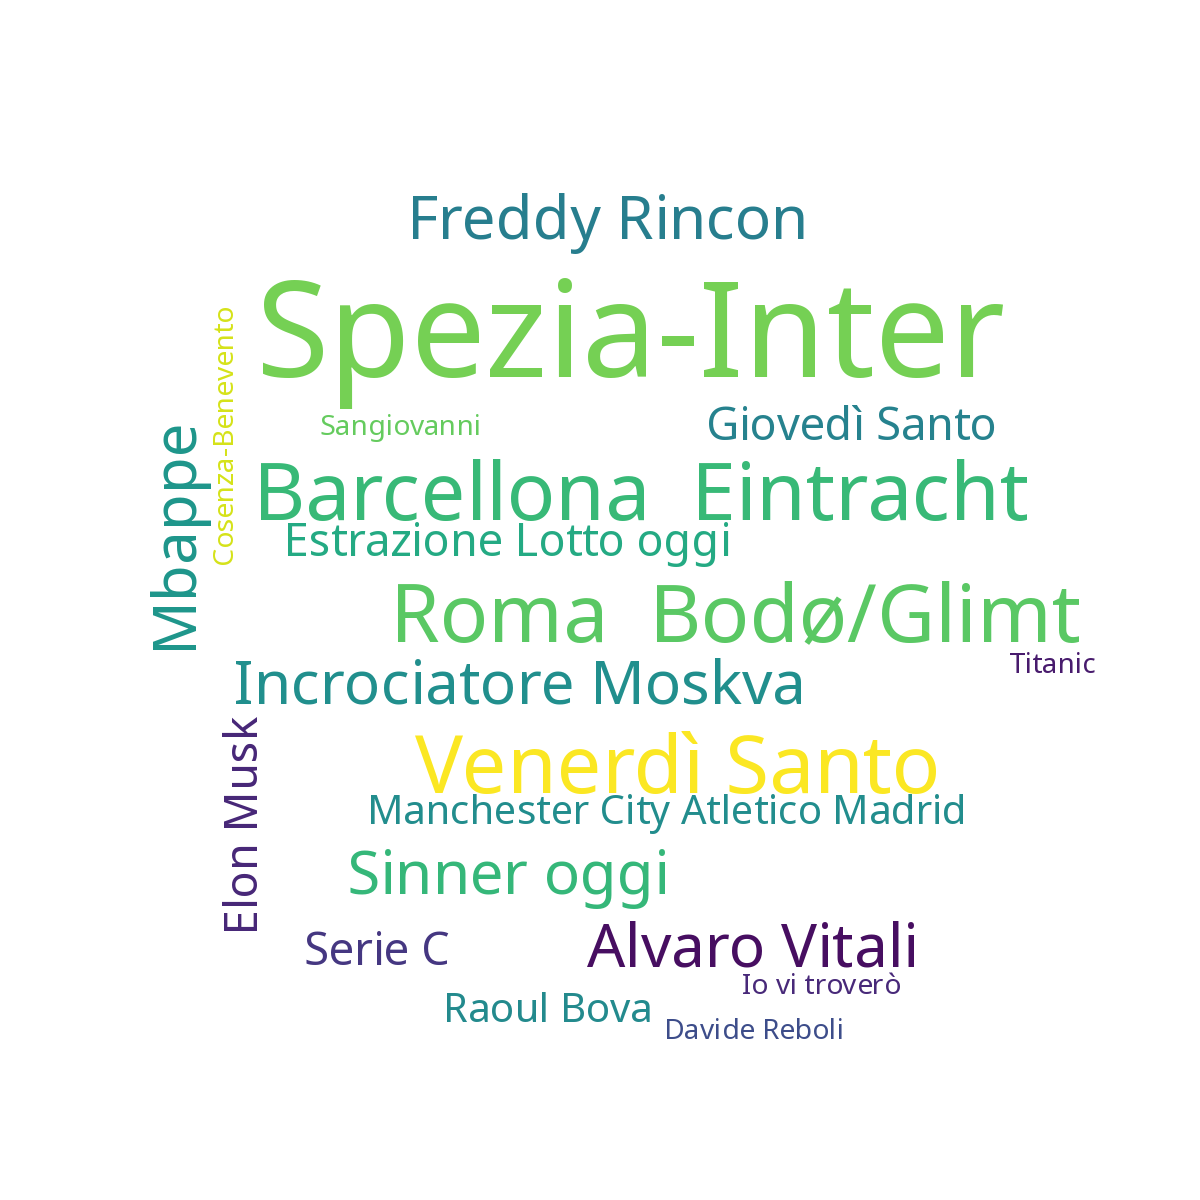 Freddy Rincon
Spezia-Inter
Cosenza-Benevento
Sangiovanni
Giovedì Santo
Mbappe
Barcellona  Eintracht
Estrazione Lotto oggi
Roma  Bodø/Glimt
Titanic
Incrociatore Moskva
Elon Musk
Venerdì Santo
Manchester City Atletico Madrid
Sinner oggi
Serie C
Alvaro Vitali
Io vi troverò
Raoul Bova
Davide Reboli